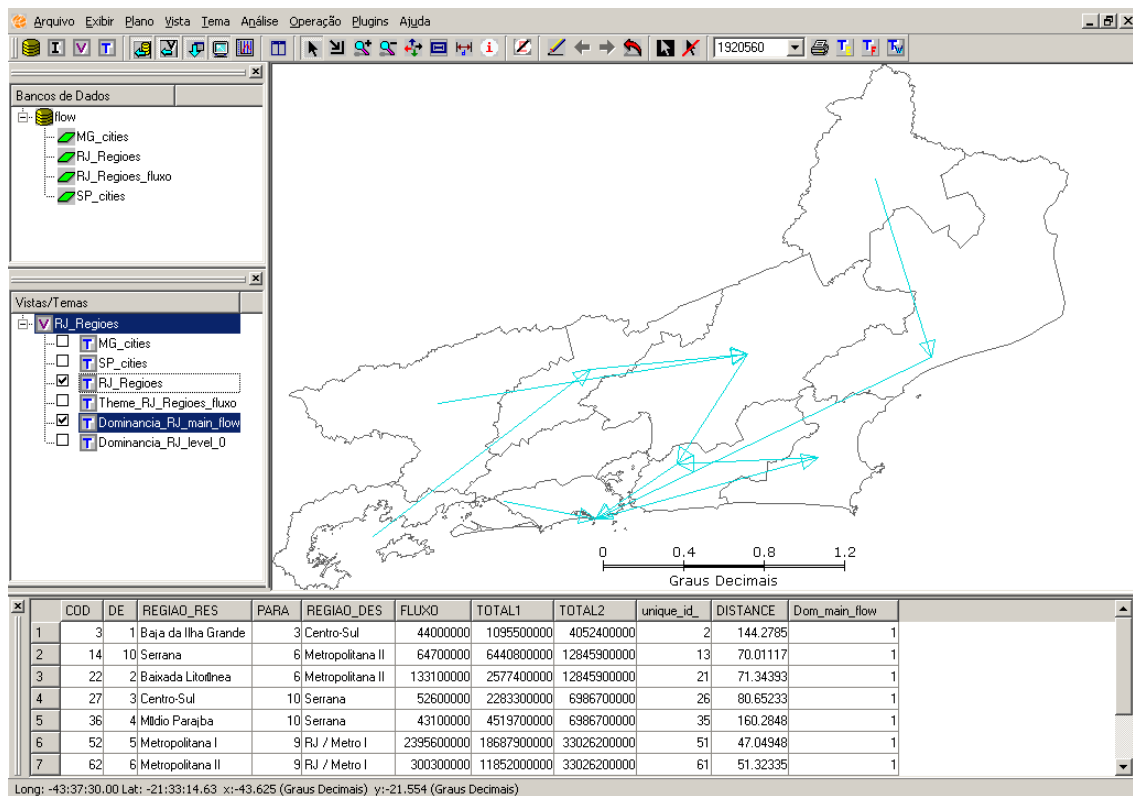 Arquivo Exibir Plano Vista Tema Análise Operação Plugins Ajuda
I V T 1920560
Bancos de Dados
flow
MG_cities
RJ_Regioes
RJ_Regioes_fluxo
SP_cities
Vistas/Temas
V RJ_Regioes
T MG_cities
T SP_cities
T RJ_Regioes
T Theme_RJ_Regioes_fluxo
T Dominancia_RJ_main_flow
T Dominancia_RJ_level_0
0 0.4 0.8 1.2
Graus Decimais
COD DE REGIAO_RES PARA REGIAO_DES FLUXO TOTAL1 TOTAL2 unique_id_ DISTANCE Dom_main_flow
1 3 1 Baja da Ilha Grande 3 Centro-Sul 44000000 1095500000 4052400000 2 144.2785 1
2 14 10 Serrana 6 Metropolitana II 64700000 6440800000 12845900000 13 70.01117 1
3 22 2 Baixada 6 Metropolitana II 133100000 2577400000 12845900000 21 71.34393 1
4 27 3 Centro-Sul 10 Serrana 52600000 2283300000 6986700000 26 80.65233 1
5 36 4 Parajba 10 Serrana 43100000 4519700000 6986700000 35 160.2848 1
6 52 5 Metropolitana I 9 RJ / Metro I 2395600000 18687900000 33026200000 51 47.04948 1
7 62 6 Metropolitana II 9 RJ / Metro I 300300000 11852000000 33026200000 61 51.32335 1
Long: -43:37:30.00 Lat: -21:33:14.63 x:-43.625 (Graus Decimais) y:-21.554 (Graus Decimais)